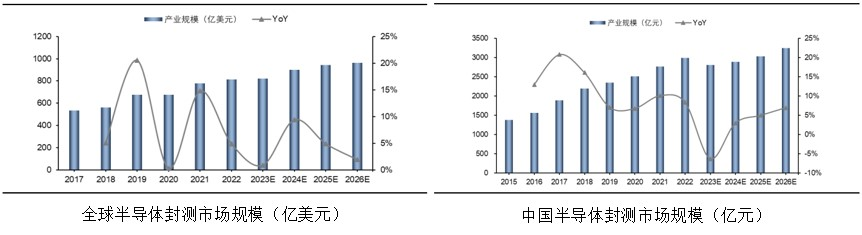 产业规模（亿美元） YoY
1200 25%
1000 20%
800 15%
600 10%
400 5%
200 0%
0
2017 2018 2019 2020 2021 2022 2023E 2024E 2025E 2026E
全球半导体封测市场规模（亿美元）
产业规模（亿元） YoY
3500 25%
3000 20%
2500 15%
2000 10%
1500 5%
1000 0%
500 -5%
0 -10%
2015 2016 2017 2018 2019 2020 2021 2022 2023E 2024E 2025E 2026E
中国半导体封测市场规模（亿元）